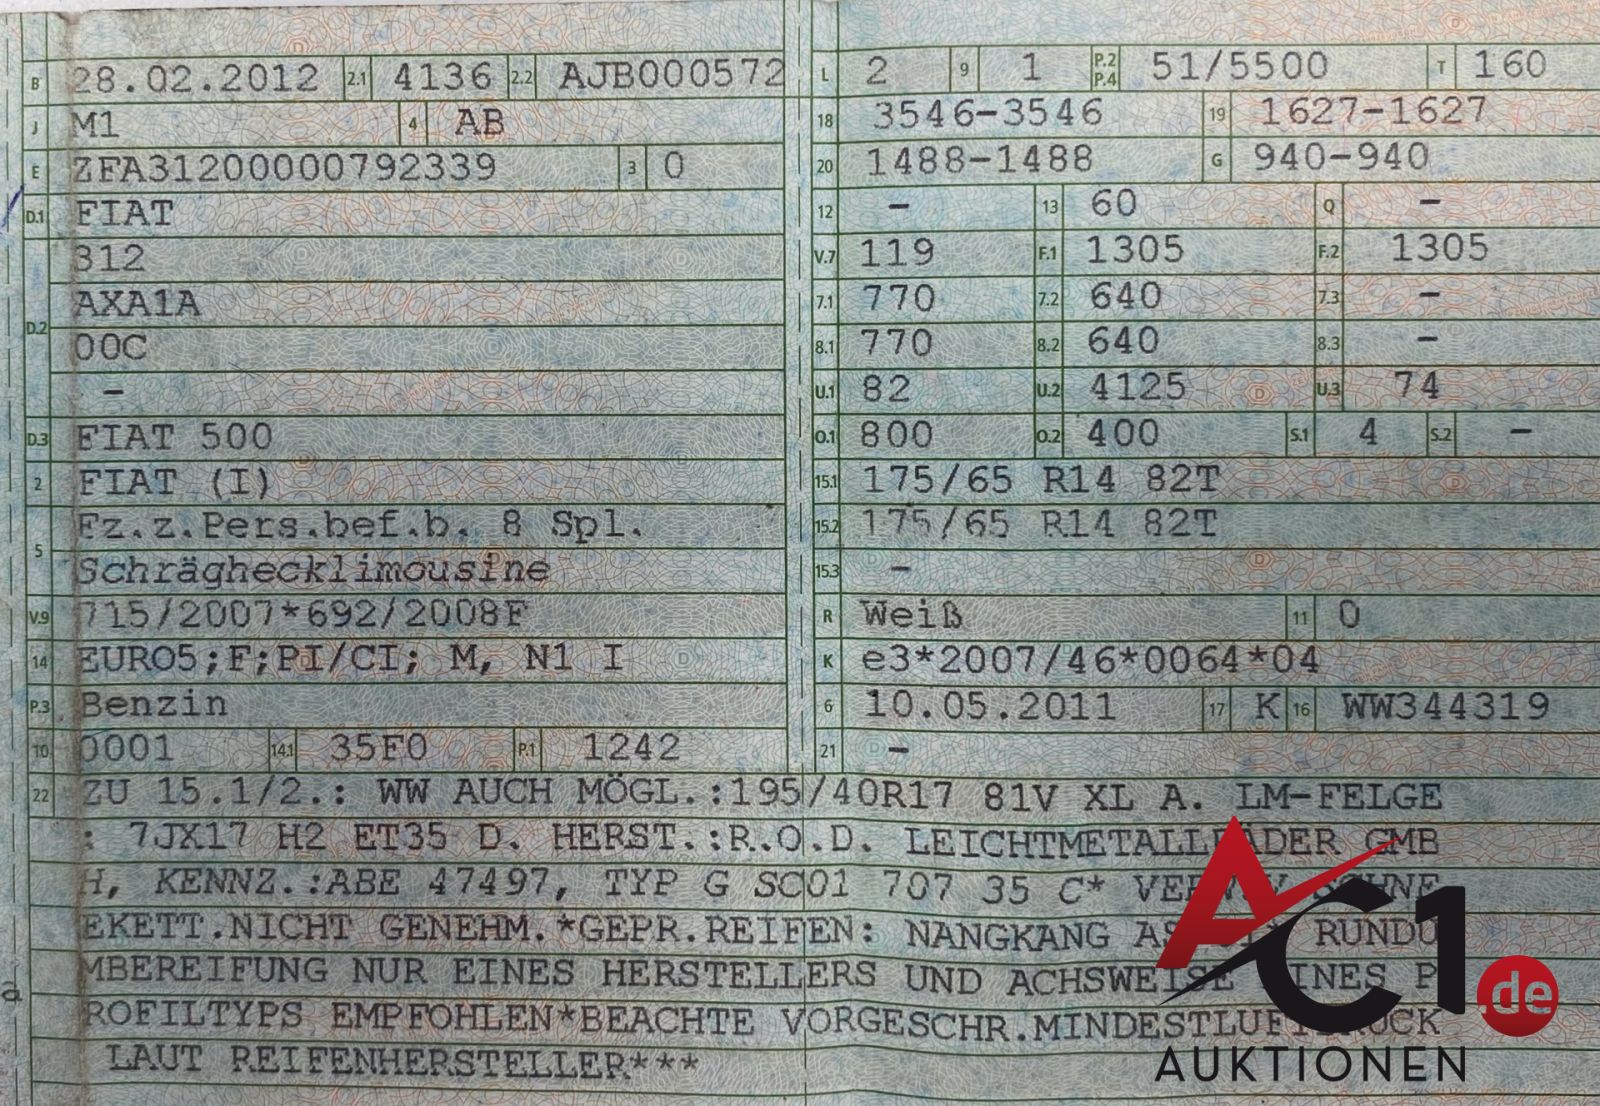 B 28.02.2012 2.1 4136 2.2 AJB000572
J M1 4 AB
E ZFA31200000792339 3 0
D.1 FIAT
312
AXA1A
D.2
00C
-
D.3 FIAT 500
2 FIAT (I)
Fz.z.Pers.bef.b. 8 Spl.
5
Schräghecklimousine
V.9 715/2007*692/2008F
14 EURO5;F;PI/CI; M, N1 I
P.3 Benzin
10 0001 14.1 35F0 P.1 1242
L 2 9 1 P.2 P.4 51/5500 T 160
18 3546-3546 19 1627-1627
20 1488-1488 G 940-940
12 - 13 60 Q -
V.7 119 F.1 1305 F.2 1305
7.1 770 7.2 640 7.3 -
8.1 770 8.2 640 8.3 -
U.1 82 U.2 4125 U.3 74
O.1 800 O.2 400 S.1 4 S.2 -
15.1 175/65 R14 82T
15.2 175/65 R14 82T
15.3 -
R Weiß 11 0
K e3*2007/46*0064*04
6 10.05.2011 17 K 16 WW344319
21 -
22 ZU 15.1/2.: WW AUCH MÖGL.:195/40R17 81V XL A. LM-FELGE
: 7JX17 H2 ET35 D. HERST.:R.O.D. LEICHTMETALLRÄDER GMB
H, KENNZ.:ABE 47497, TYP G SC01 707 35 C*
EKETT.NICHT GENEHM.*GEPR.REIFEN: NANGKANG RUNDU
MBEREIFUNG NUR EINES HERSTELLERS UND ACHSWEISE EINES P
ROFILTYPS EMPFOHLEN*BEACHTE VORGESCHR.MINDESTLUFTDRUCK
LAUT REIFENHERSTELLER***
a
AC1.de
AUKTIONEN